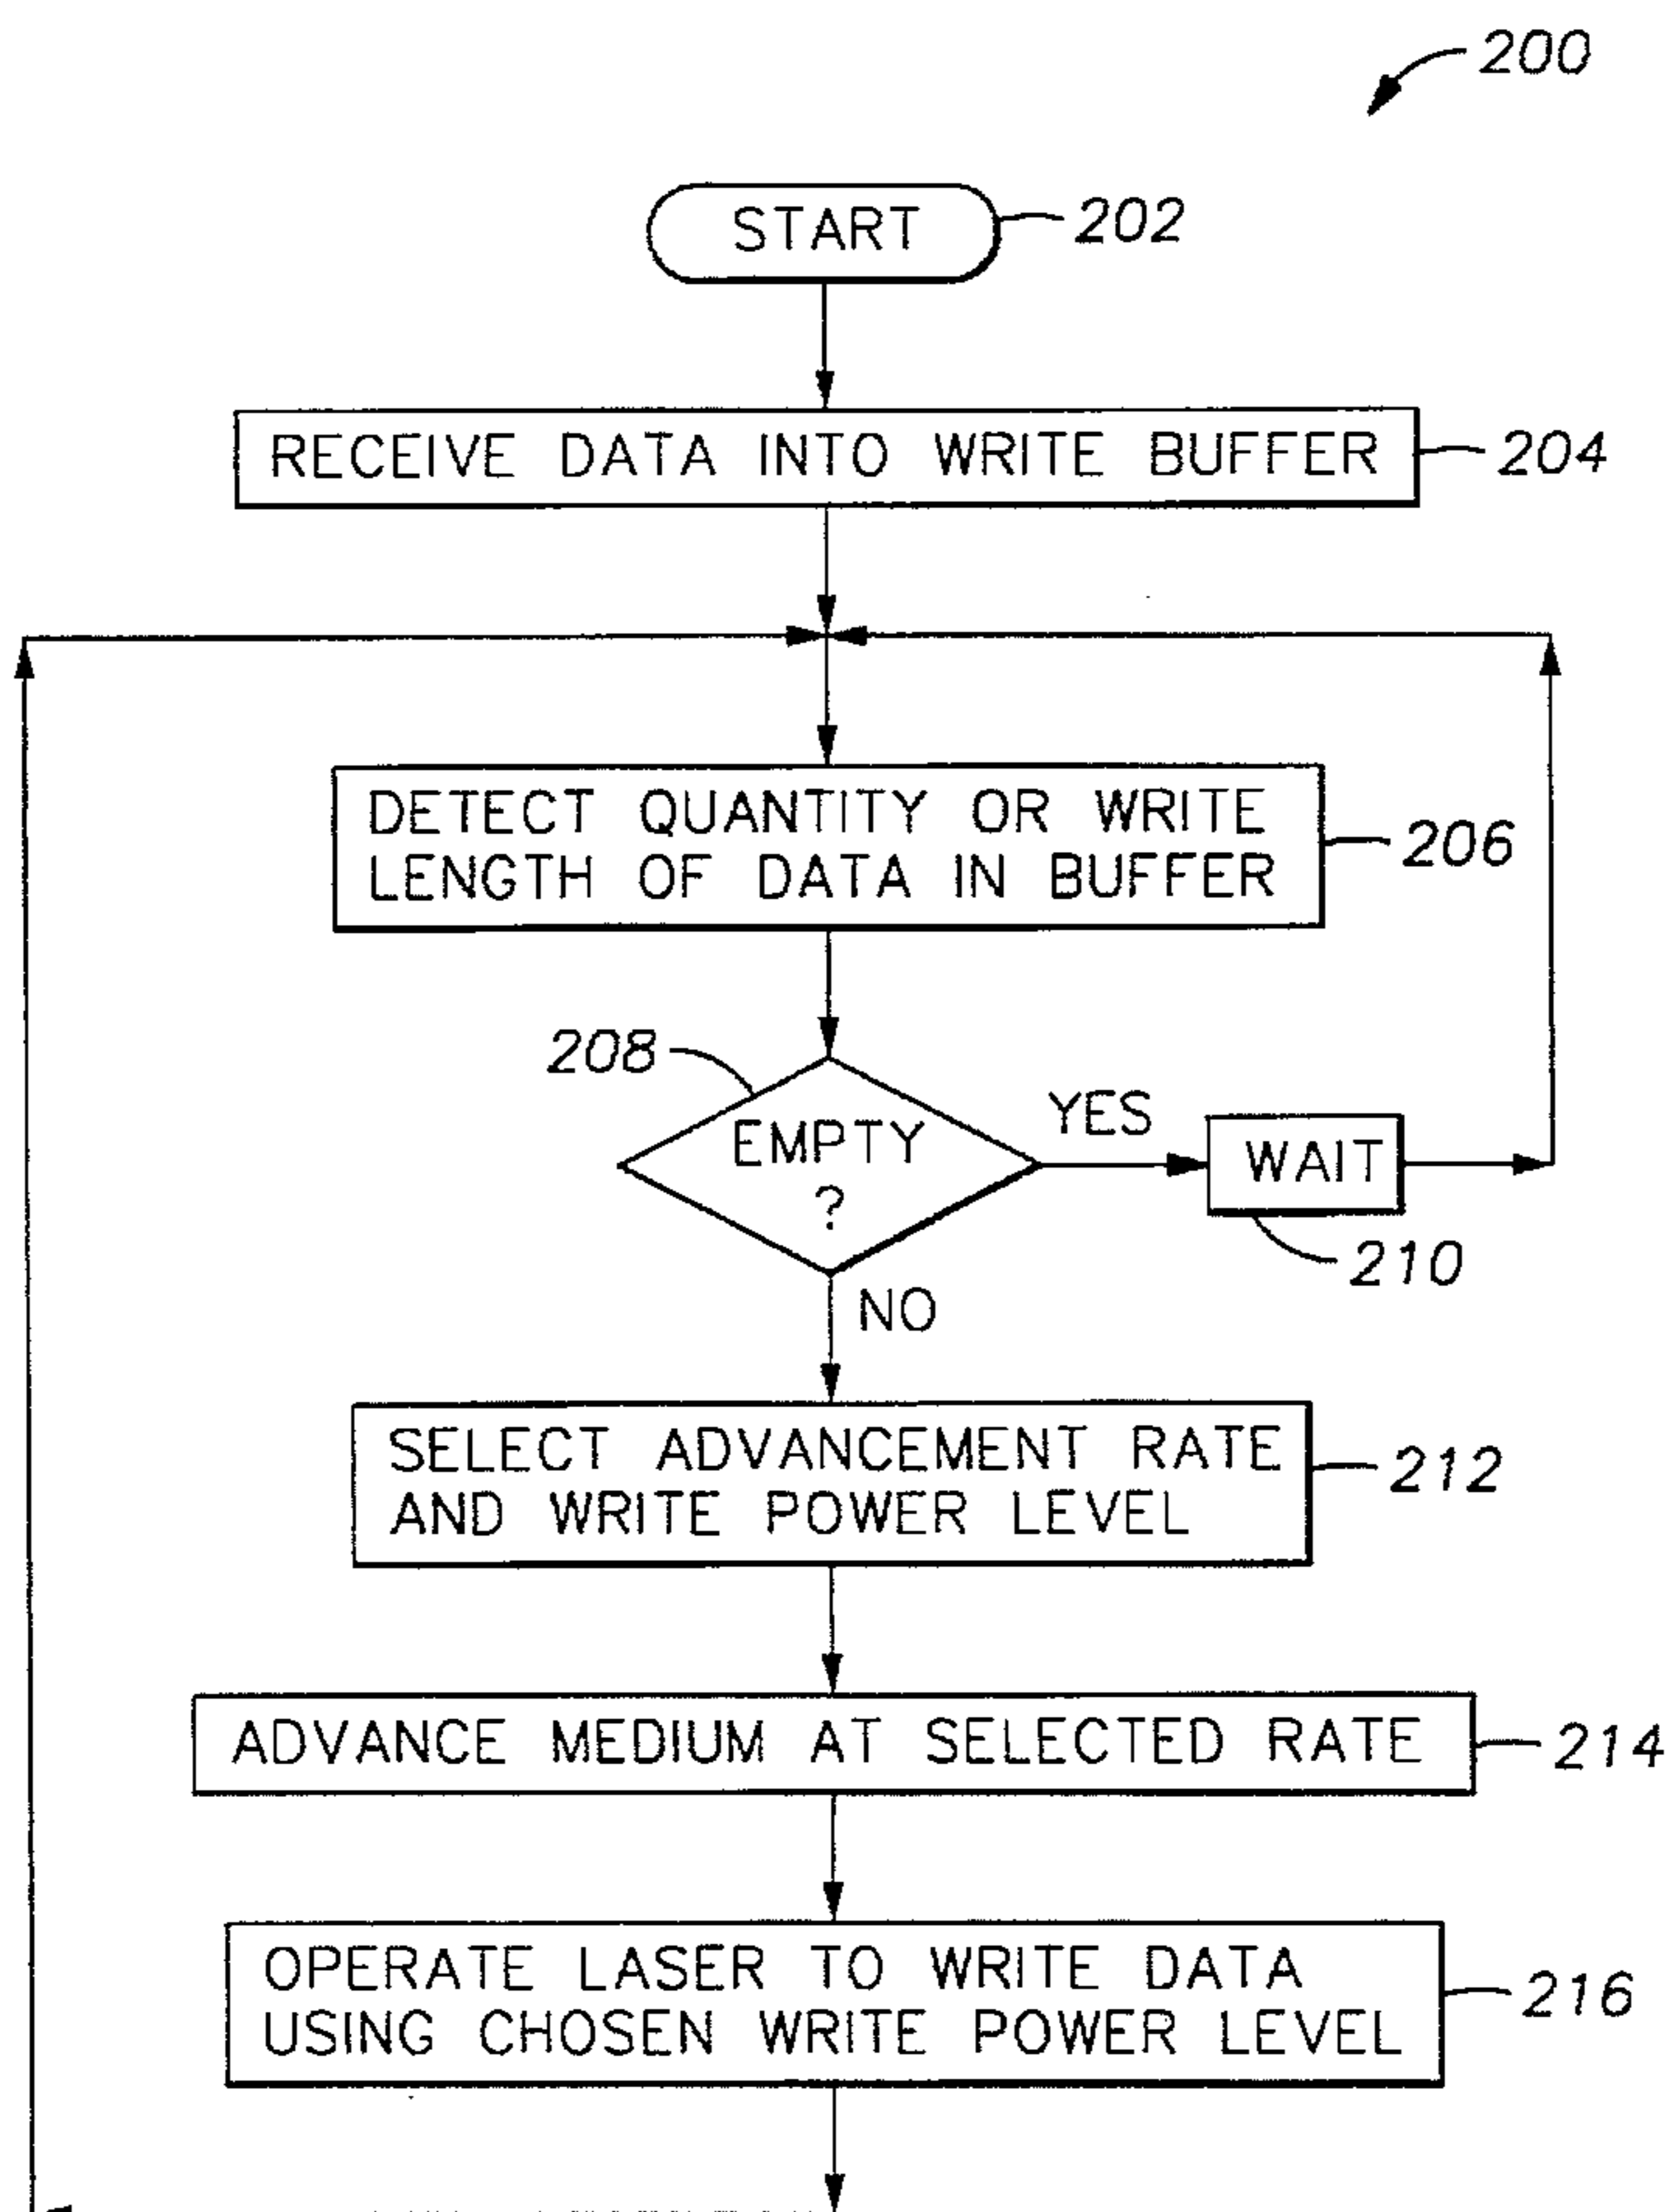 200
START
202
RECEIVE DATA INTO WRITE BUFFER
204
DETECT QUANTITY OR WRITE
LENGTH OF DATA IN BUFFER
206
208
EMPTY
?
YES
WAIT
210
NO
SELECT ADVANCEMENT RATE
AND WRITE POWER LEVEL
212
ADVANCE MEDIUM AT SELECTED RATE
214
OPERATE LASER TO WRITE DATA
USING CHOSEN WRITE POWER LEVEL
216